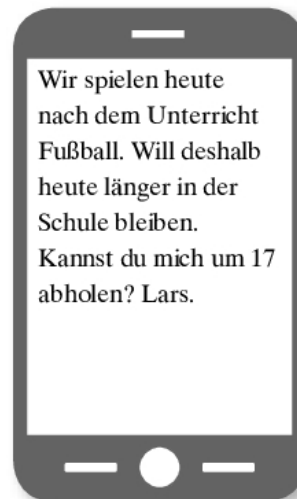 Wir spielen heute
nach dem Unterricht
Fußball. Will deshalb
heute länger in der
Schule bleiben.
Kannst du mich um 17
abholen? Lars.